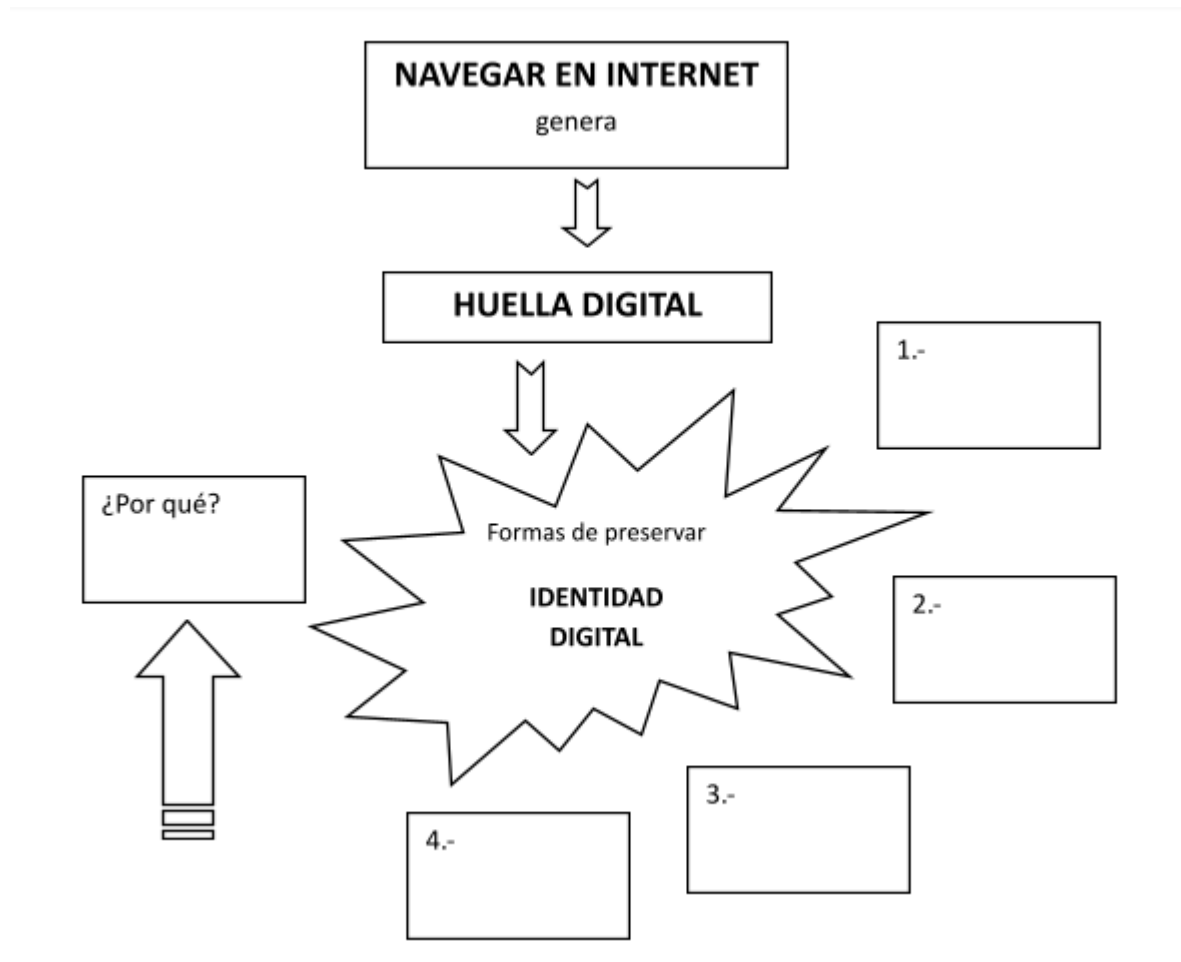 NAVEGAR EN INTERNET
genera
HUELLA DIGITAL
1.-
¿Por qué?
Formas de preservar
IDENTIDAD
DIGITAL
2.-
3.-
4.-